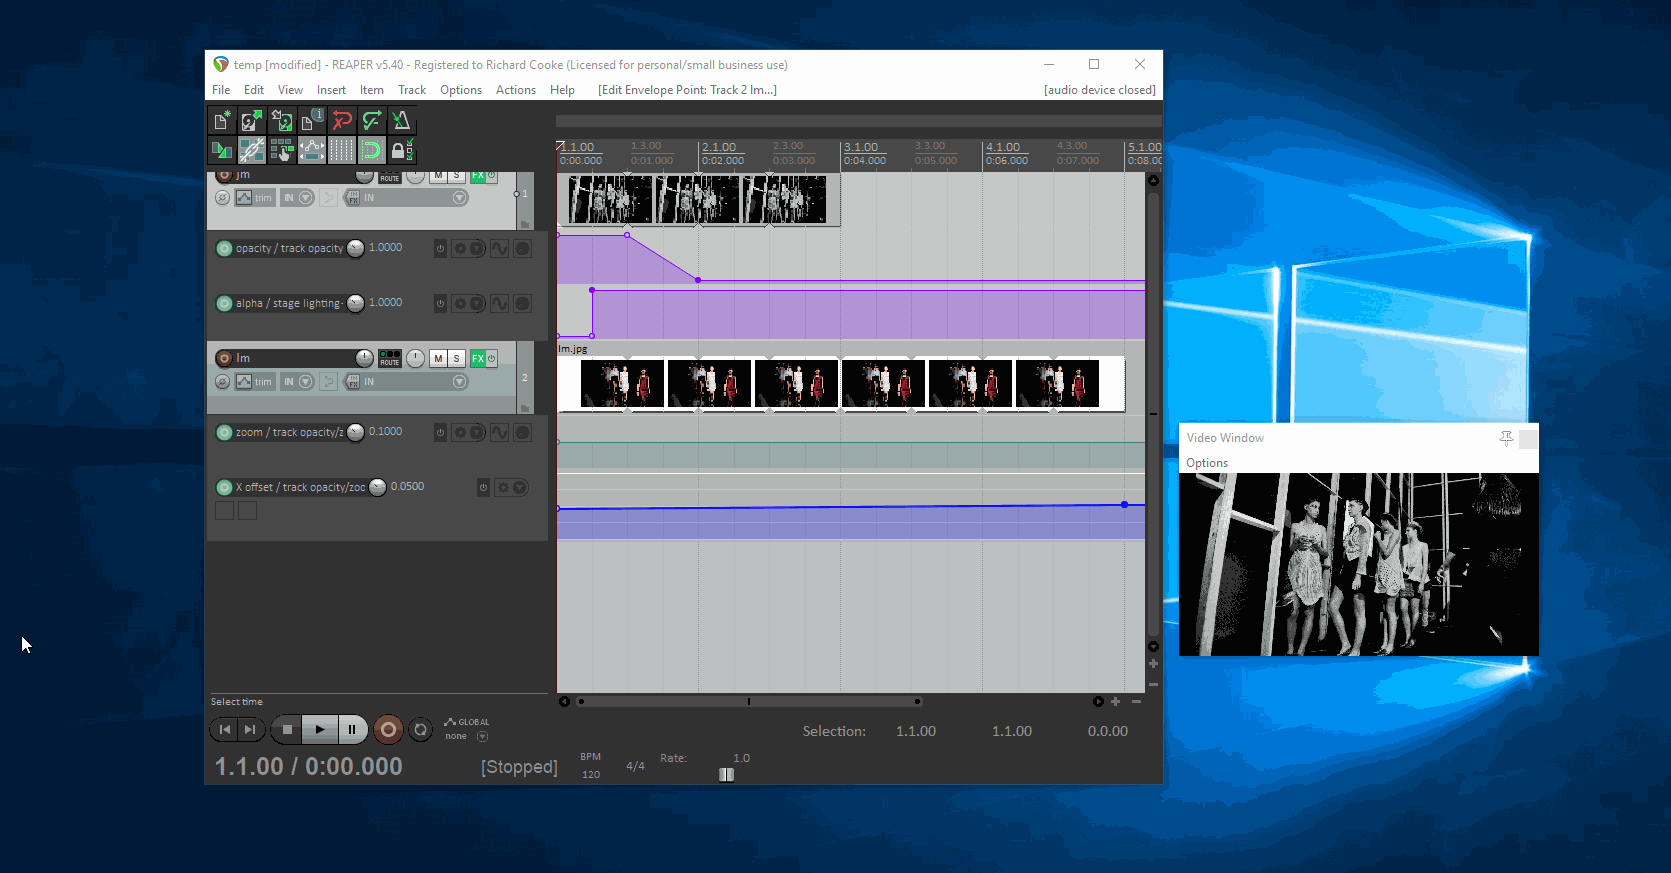 temp [modified] - REAPER v5.40 - Registered to Richard Cooke (Licensed for personal/small business use)
File Edit View Insert Item Track Options Actions Help [Edit Envelope Point: Track 2 Im...] [audio device closed]
1.1.00 1.3.00 2.1.00 2.3.00 3.1.00 3.3.00 4.1.00 4.3.00 5.1.00
0:00.000 0:01.000 0:02.000 0:03.000 0:04.000 0:05.000 0:06.000 0:07.000 0:08.00
Im ROUTE M S FX
trim IN FX IN 1
opacity / track opacity 1.0000
alpha / stage lighting- 1.0000
Im.jpg
Im ROUTE M S FX
trim IN IN FX IN 2
zoom / track opacity/z 0.1000
X offset / track opacity/zoo 0.0500
Video Window
Options
Select time
GLOBAL
none
Selection: 1.1.00 1.1.00 0.0.00
1.1.00 / 0:00.000 [Stopped]
BPM
120
4/4
Rate: 1.0